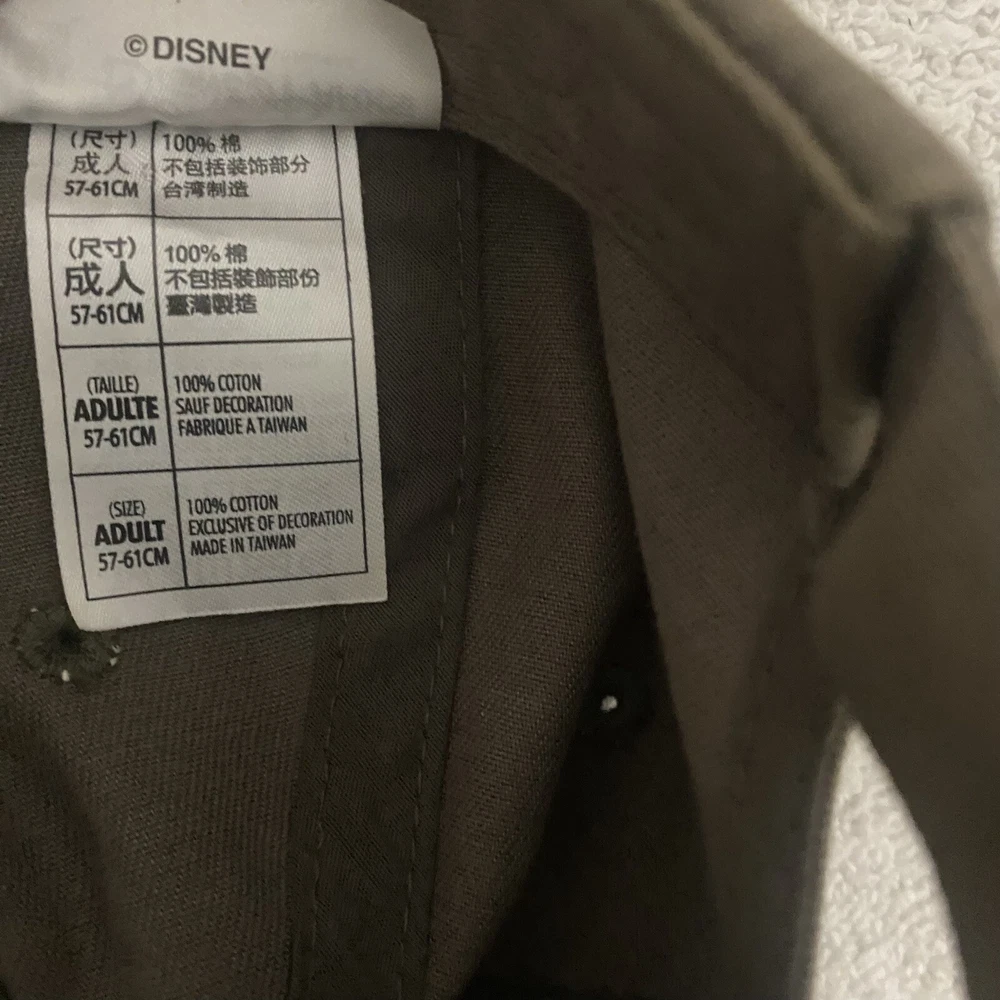 ©DISNEY
(尺寸)
成人
57-61CM
100% 棉
不包括装饰部分
台湾制造
(尺寸)
成人
57-61CM
100% 棉
不包括裝飾部份
臺灣製造
(TAILLE)
ADULTE
57-61CM
100% COTON
SAUF DECORATION
FABRIQUE A TAIWAN
(SIZE)
ADULT
57-61CM
100% COTTON
EXCLUSIVE OF DECORATION
MADE IN TAIWAN